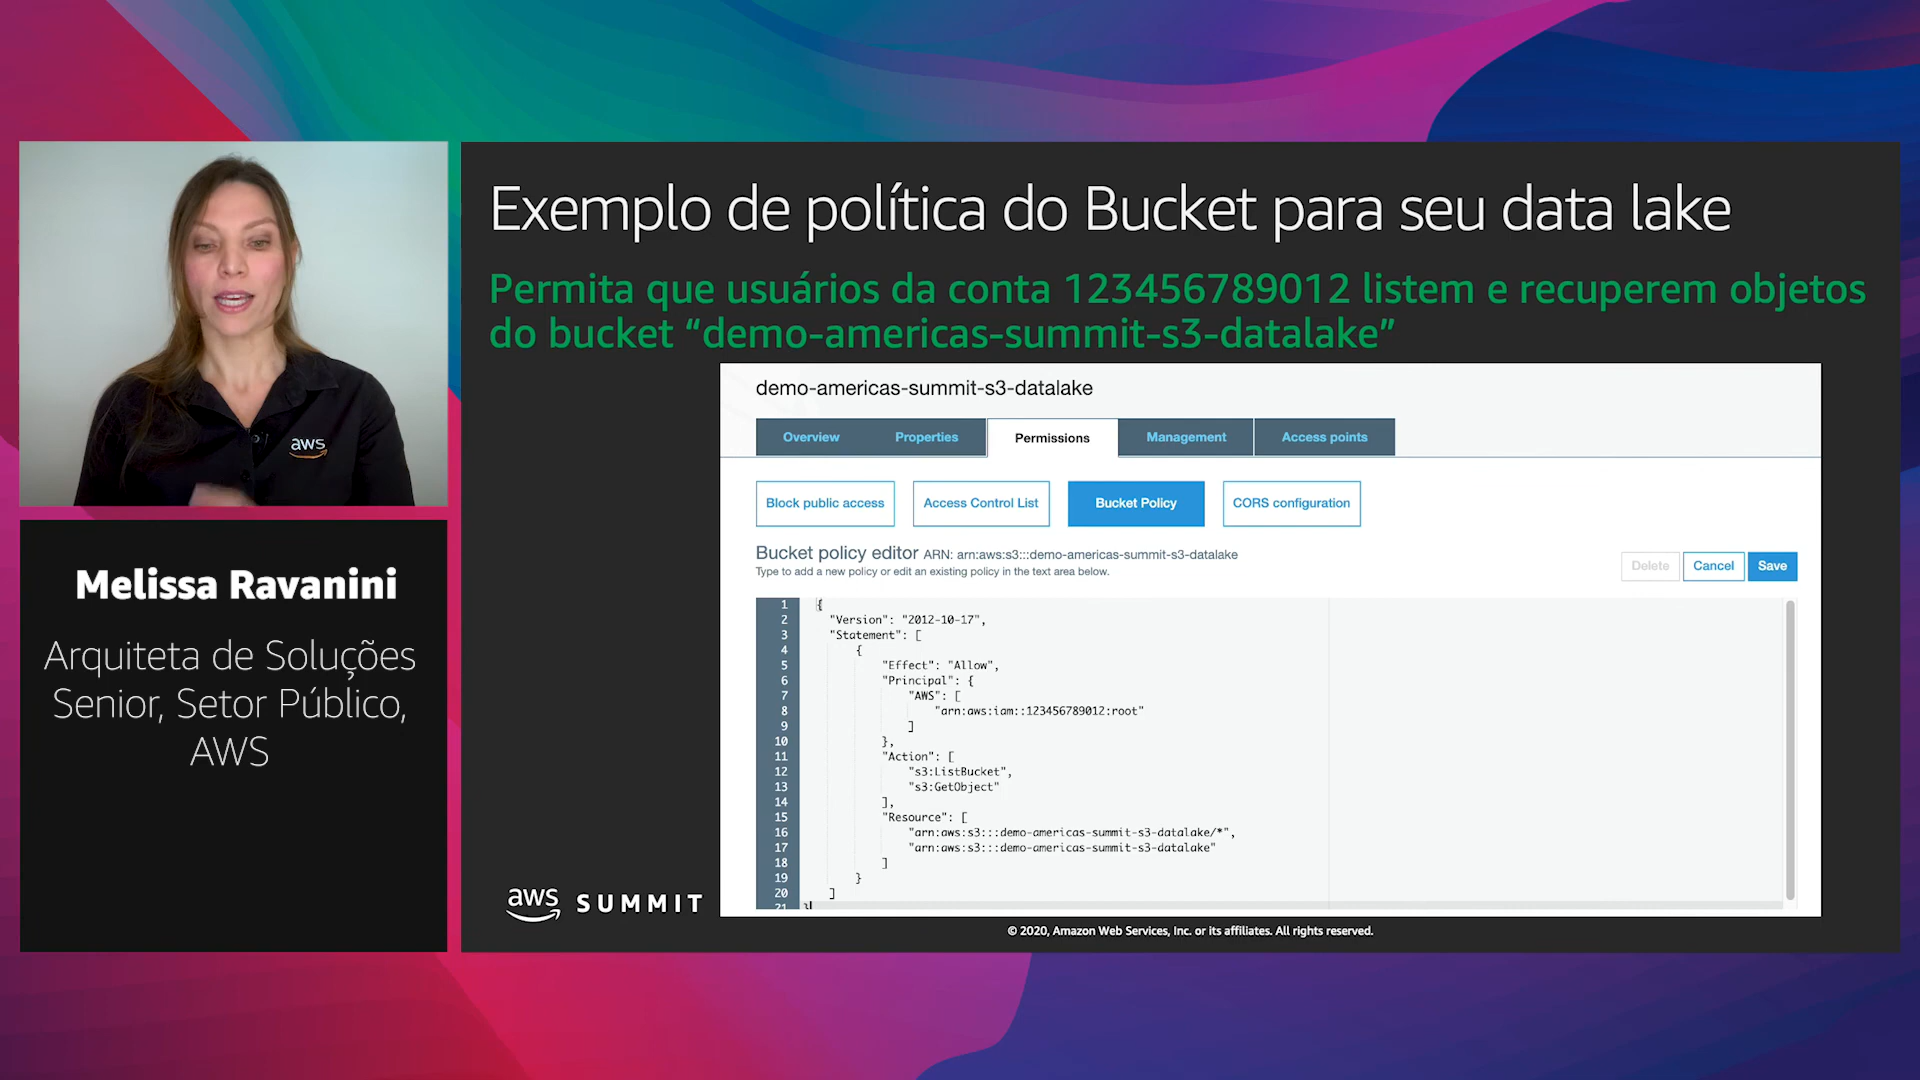 Exemplo de política do Bucket para seu data lake
Permita que usuários da conta 123456789012 listem e recuperem objetos
do bucket “demo-americas-summit-s3-datalake”
aws
Melissa Ravanini
Arquiteta de Soluções
Senior, Setor Público,
AWS
demo-americas-summit-s3-datalake
Overview Properties Permissions Management Access points
Block public access Access Control List Bucket Policy CORS configuration
Bucket policy editor ARN: arn:aws:s3:::demo-americas-summit-s3-datalake
Type to add a new policy or edit an existing policy in the text area below.
Delete Cancel Save
1 {
2 "Version": "2012-10-17",
3 "Statement": [
4 {
5 "Effect": "Allow",
6 "Principal": {
7 "AWS": [
8 "arn:aws:iam::123456789012:root"
9 ]
10 },
11 "Action": [
12 "s3:ListBucket",
13 "s3:GetObject"
14 ],
15 "Resource": [
16 "arn:aws:s3:::demo-americas-summit-s3-datalake/*",
17 "arn:aws:s3:::demo-americas-summit-s3-datalake"
18 ]
19 }
20 ]
21 }
aws SUMMIT
© 2020, Amazon Web Services, Inc. or its affiliates. All rights reserved.